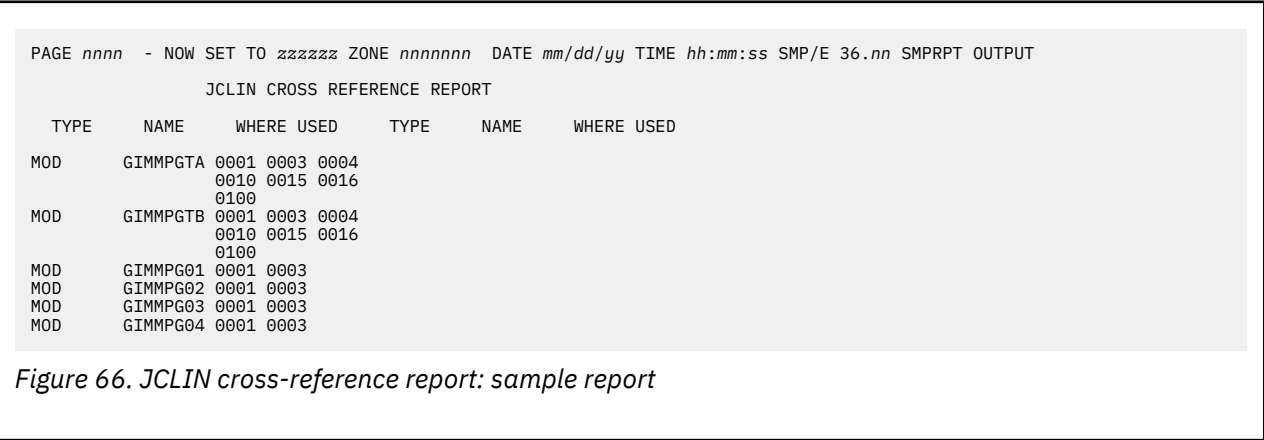 PAGE nnnn - NOW SET TO zzzzzz ZONE nnnnnnn DATE mm/dd/yy TIME hh:mm:ss SMP/E 36.nn SMPRPT OUTPUT
JCLIN CROSS REFERENCE REPORT
TYPE NAME WHERE USED TYPE NAME WHERE USED
MOD GIMMPGTA 0001 0003 0004
0010 0015 0016
0100
MOD GIMMPGTB 0001 0003 0004
0010 0015 0016
0100
MOD GIMMPG01 0001 0003
MOD GIMMPG02 0001 0003
MOD GIMMPG03 0001 0003
MOD GIMMPG04 0001 0003
Figure 66. JCLIN cross-reference report: sample report